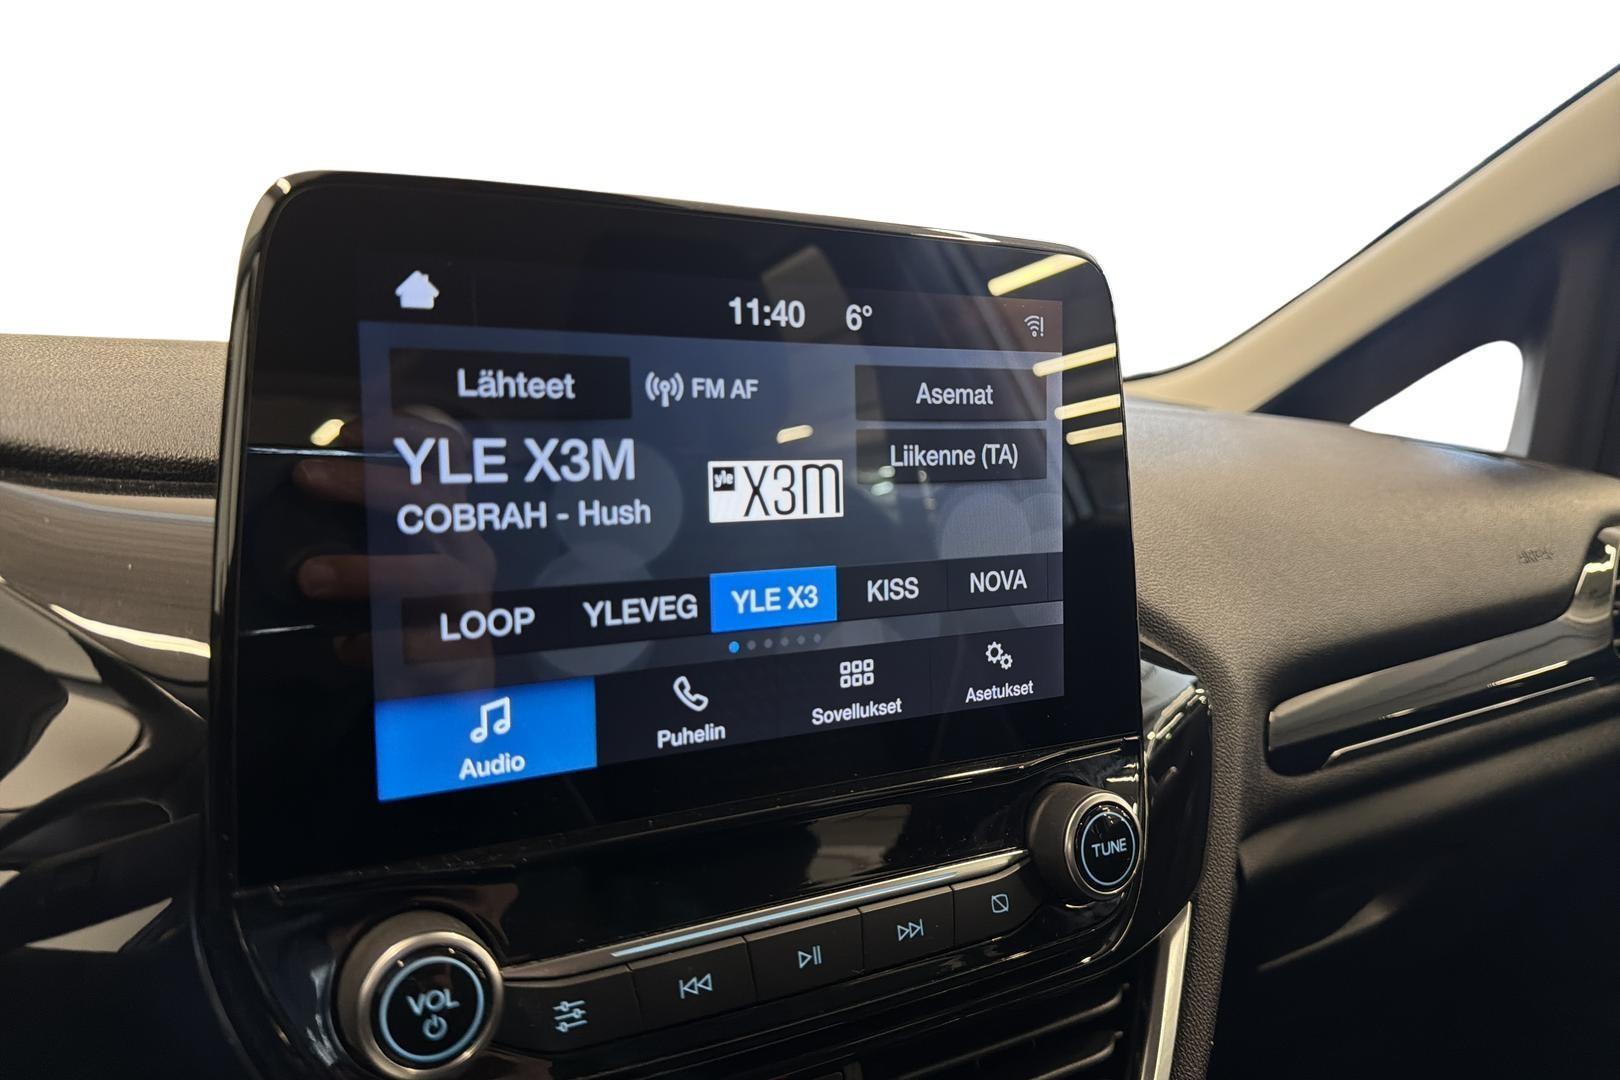 11:40 6°
Lähteet FM AF Asemat
Liikenne (TA)
YLE X3M
yle X3M
COBRAH - Hush
LOOP YLEVEG YLE X3 KISS NOVA
Audio Puhelin Sovellukset Asetukset
TUNE
VOL